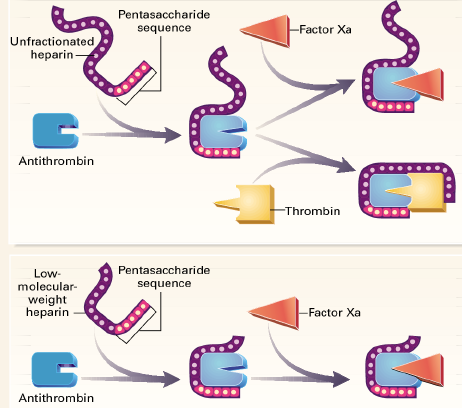 Pentasaccharide
sequence
Unfractionated
heparin
Factor Xa
Antithrombin
Thrombin
Low-
molecular-
weight
heparin
Pentasaccharide
sequence
Factor Xa
Antithrombin